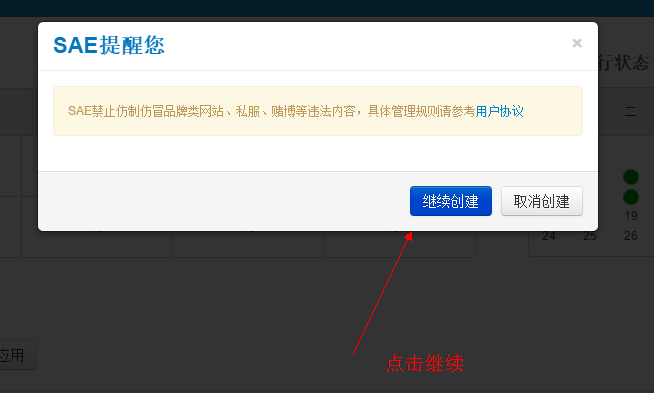 SAE提醒您
×
行状态
SAE禁止仿制仿冒品牌类网站、私服、赌博等违法内容，具体管理规则请参考用户协议
二
继续创建
取消创建
19
24 25 26
应用
点击继续